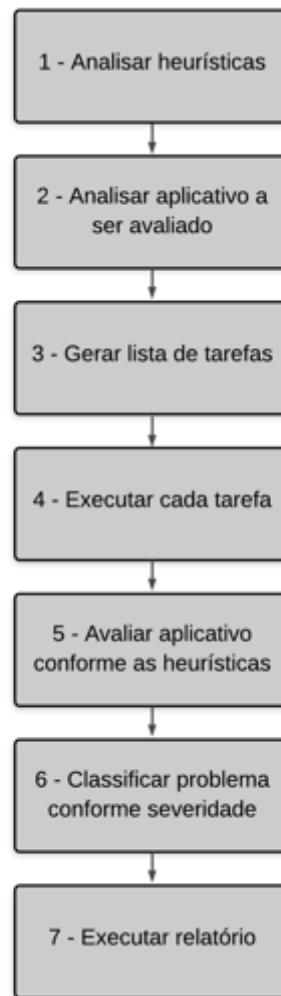 1 - Analisar heurísticas
2 - Analisar aplicativo a
ser avaliado
3 - Gerar lista de tarefas
4 - Executar cada tarefa
5 - Avaliar aplicativo
conforme as heurísticas
6 - Classificar problema
conforme severidade
7 - Executar relatório